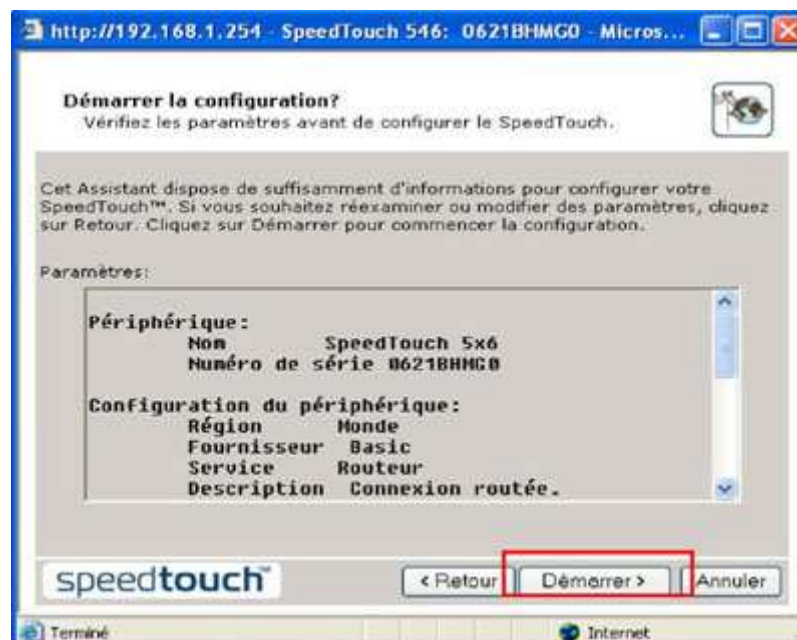 http://192.168.1.254 - SpeedTouch 546: 0621BHMG0 - Micros...
Démarrer la configuration?
Vérifiez les paramètres avant de configurer le SpeedTouch.
Cet Assistant dispose de suffisamment d'informations pour configurer votre
SpeedTouch™. Si vous souhaitez réexaminer ou modifier des paramètres, cliquez
sur Retour. Cliquez sur Démarrer pour commencer la configuration.
Paramètres:
Périphérique:
Nom SpeedTouch 5x6
Numéro de série 0621BHMG0
Configuration du périphérique:
Région Monde
Fournisseur Basic
Service Routeur
Description Connexion routée.
speedtouch™
< Retour Démarrer > Annuler
Terminé Internet